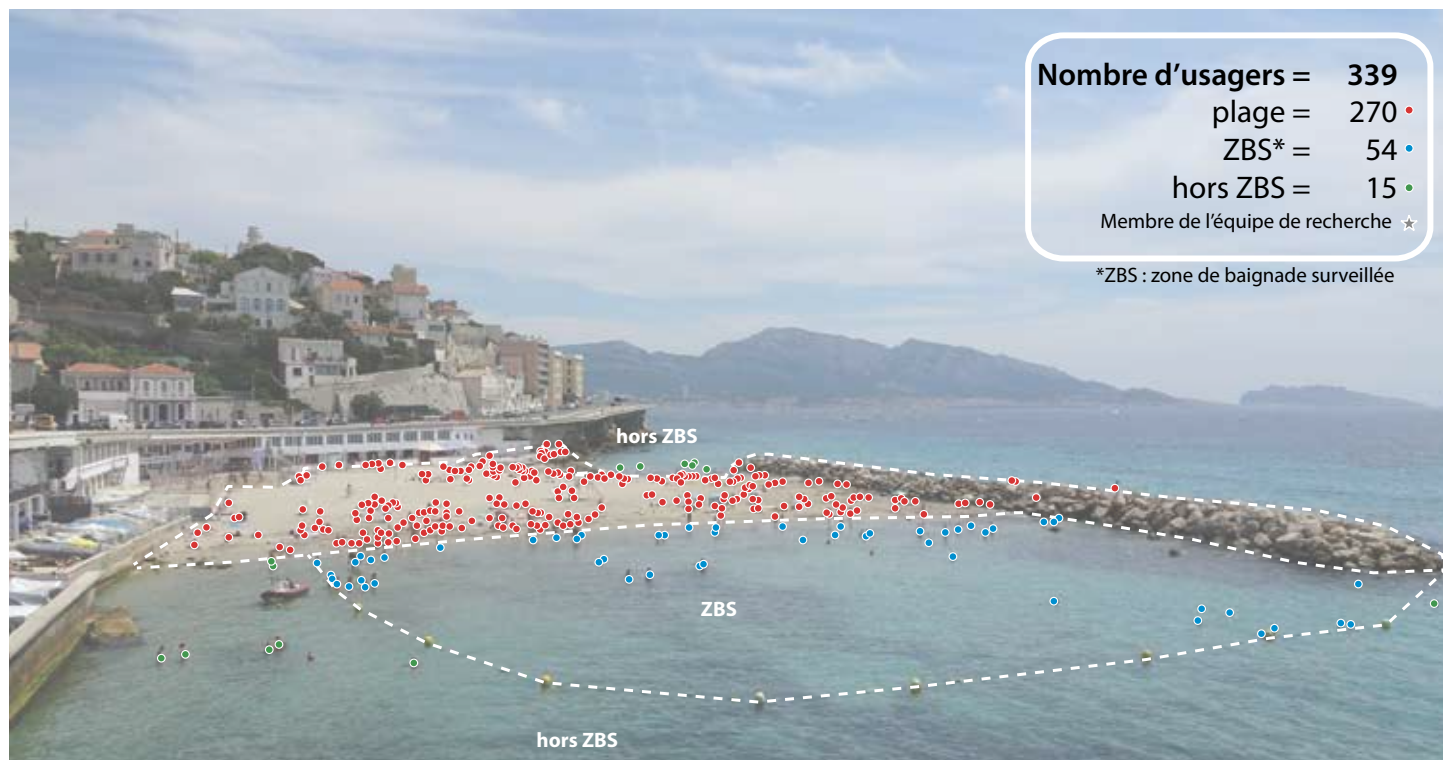 Nombre d’usagers = 339
plage = 270
ZBS* = 54
hors ZBS = 15
Membre de l’équipe de recherche
*ZBS : zone de baignade surveillée
hors ZBS
ZBS
hors ZBS